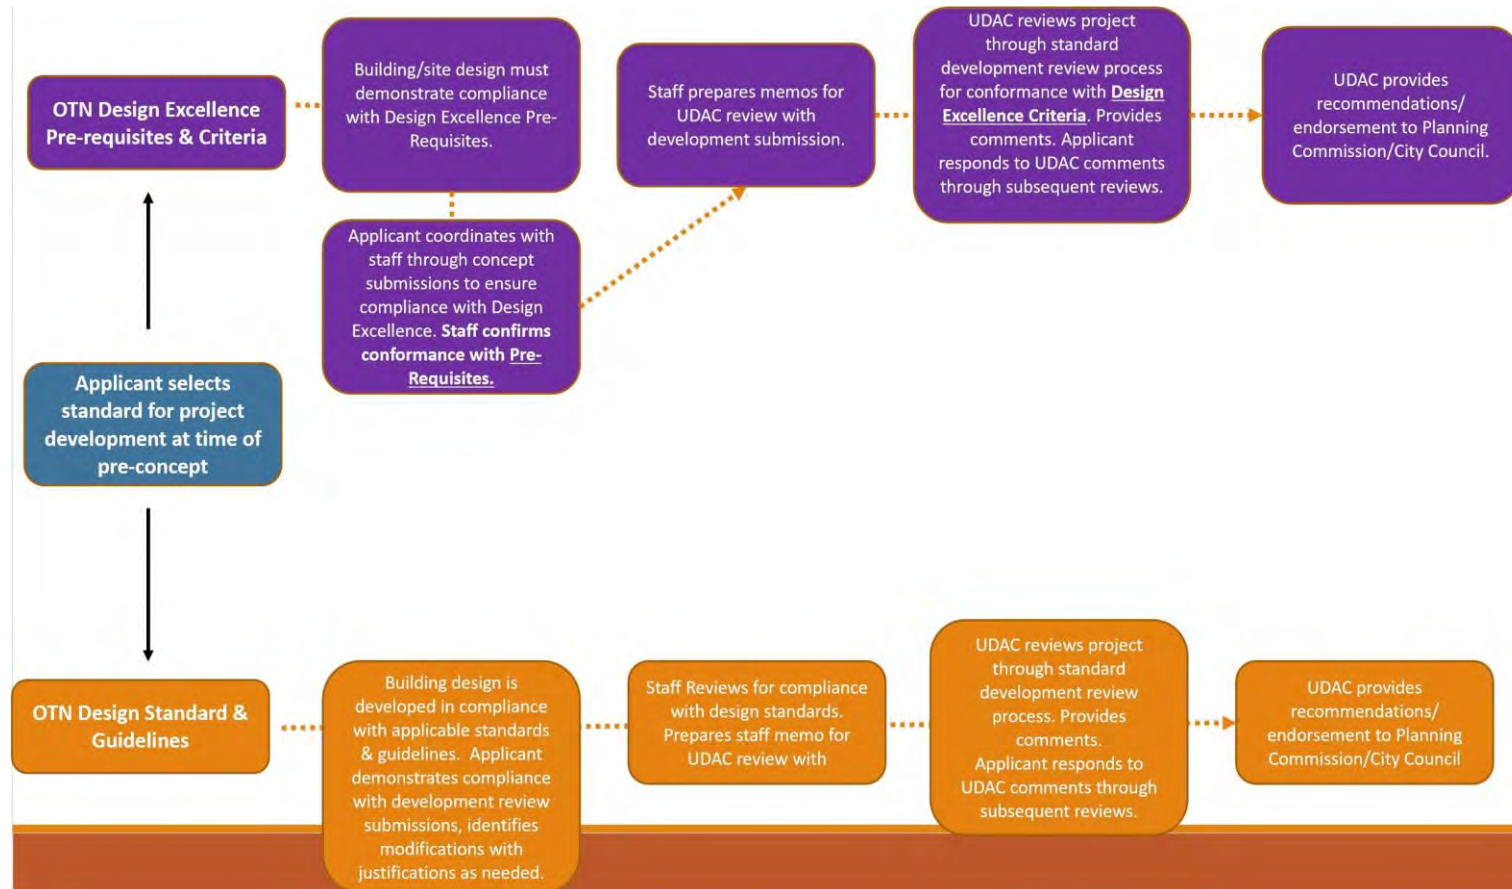 OTN Design Excellence
Pre-requisites & Criteria
Building/site design must
demonstrate compliance
with Design Excellence Pre-
Requisites.
Applicant coordinates with
staff through concept
submissions to ensure
compliance with Design
Excellence. Staff confirms
conformance with Pre-
Requisites.
Staff prepares memos for
UDAC review with
development submission.
UDAC reviews project
through standard
development review process
for conformance with Design
Excellence Criteria. Provides
comments. Applicant
responds to UDAC comments
through subsequent reviews.
UDAC provides
recommendations/
endorsement to Planning
Commission/City Council.
Applicant selects
standard for project
development at time of
pre-concept
OTN Design Standard &
Guidelines
Building design is
developed in compliance
with applicable standards
& guidelines. Applicant
demonstrates compliance
with development review
submissions, identifies
modifications with
justifications as needed.
Staff Reviews for compliance
with design standards.
Prepares staff memo for
UDAC review with
UDAC reviews project
through standard
development review
process. Provides
comments.
Applicant responds to
UDAC comments through
subsequent reviews.
UDAC provides
recommendations/
endorsement to Planning
Commission/City Council